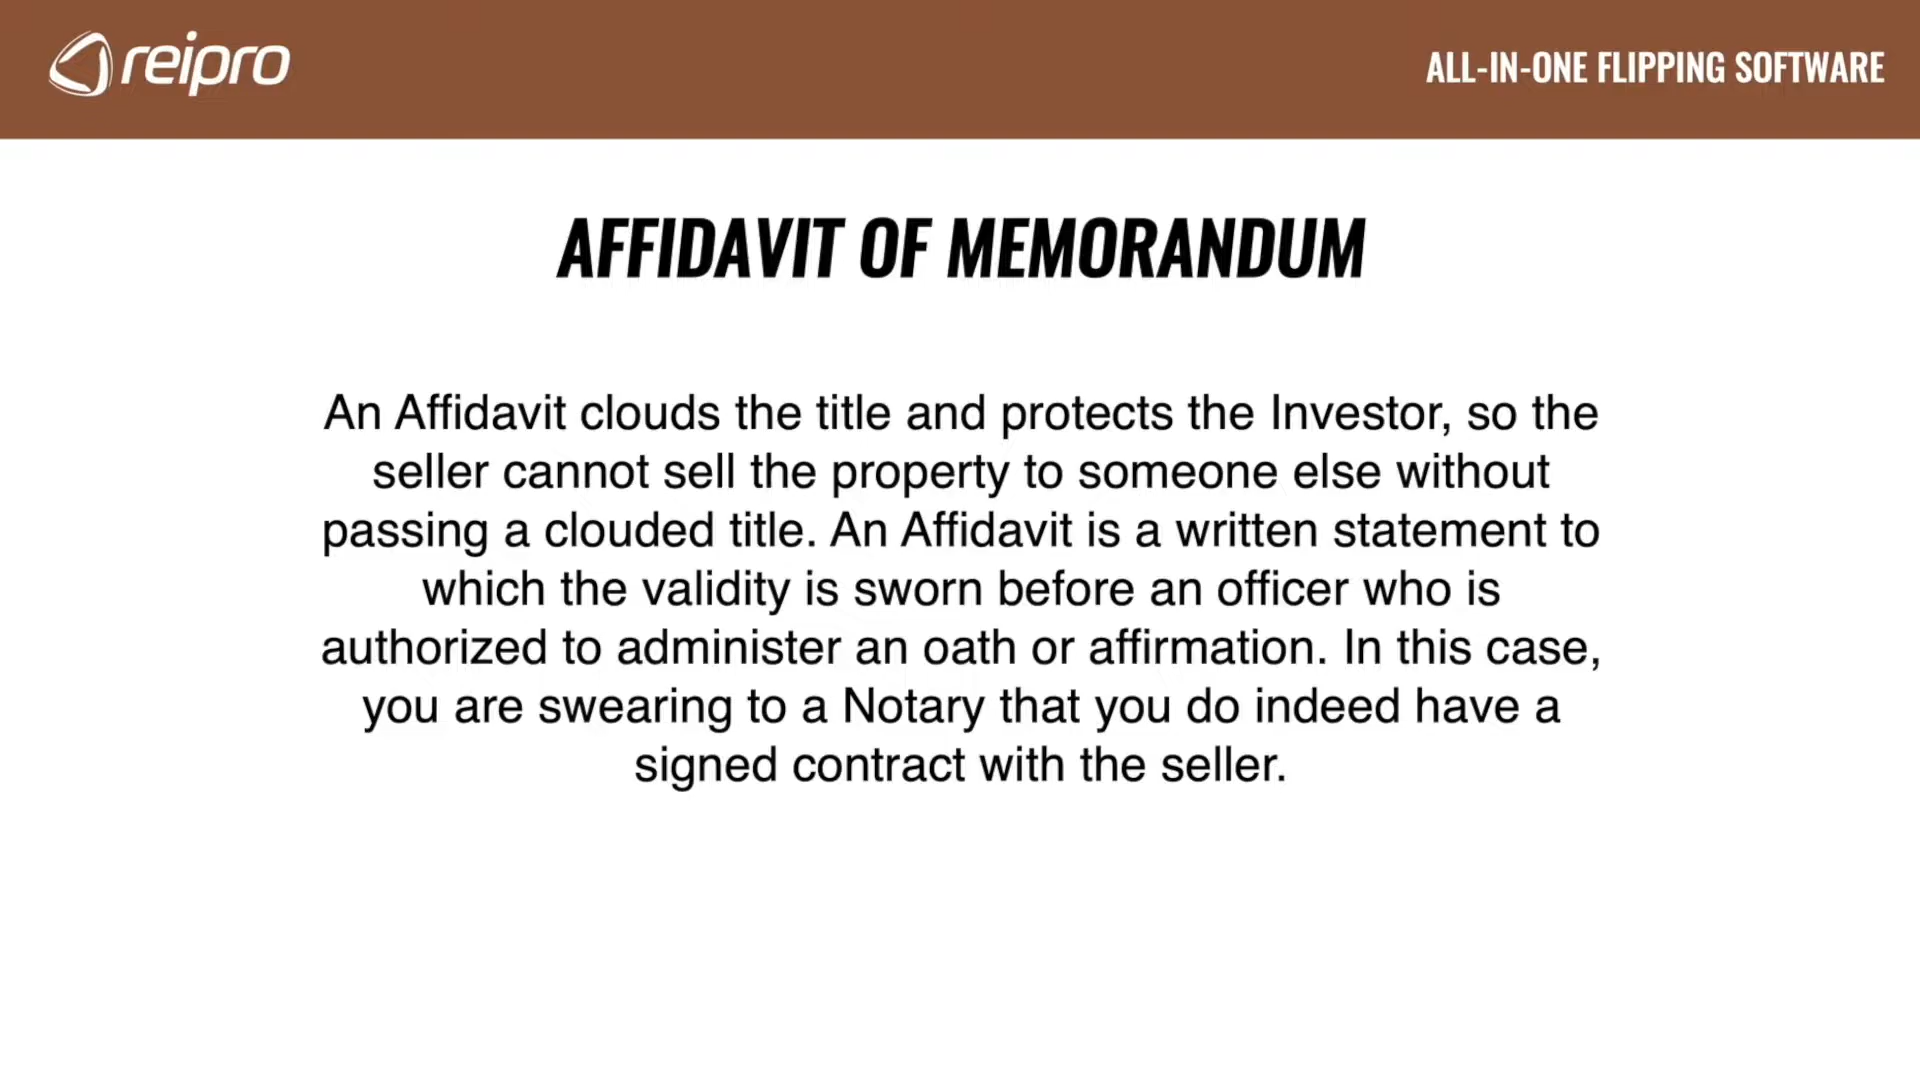 reipro
ALL-IN-ONE FLIPPING SOFTWARE
AFFIDAVIT OF MEMORANDUM
An Affidavit clouds the title and protects the Investor, so the
seller cannot sell the property to someone else without
passing a clouded title. An Affidavit is a written statement to
which the validity is sworn before an officer who is
authorized to administer an oath or affirmation. In this case,
you are swearing to a Notary that you do indeed have a
signed contract with the seller.